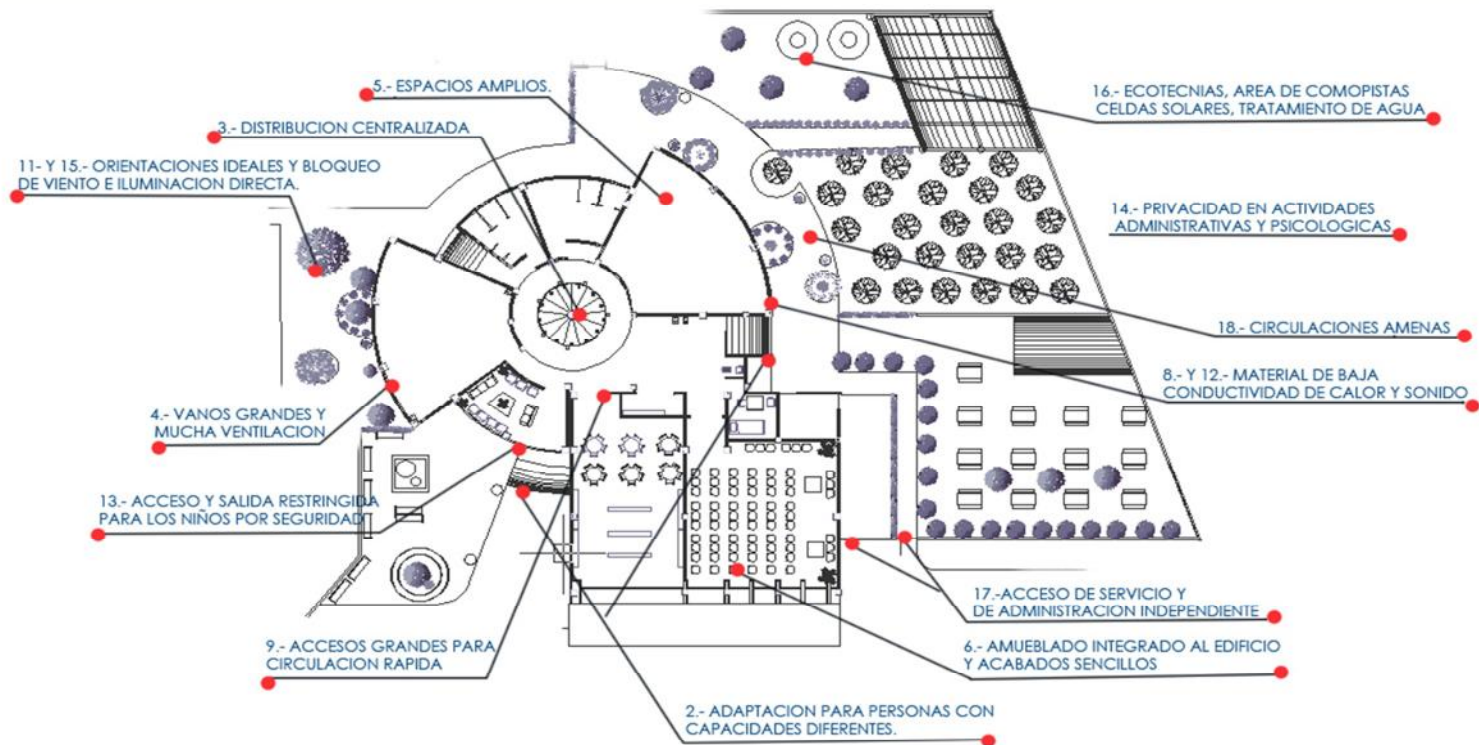 5.- ESPACIOS AMPLIOS.
3.- DISTRIBUCION CENTRALIZADA
11- Y 15.- ORIENTACIONES IDEALES Y BLOQUEO
DE VIENTO E ILUMINACION DIRECTA.
4.- VANOS GRANDES Y
MUCHA VENTILACION
13.- ACCESO Y SALIDA RESTRINGIDA
PARA LOS NIÑOS POR SEGURIDAD
9.- ACCESOS GRANDES PARA
CIRCULACION RAPIDA
2.- ADAPTACION PARA PERSONAS CON
CAPACIDADES DIFERENTES.
16.- ECOTECNIAS, AREA DE COMOPISTAS
CELDAS SOLARES, TRATAMIENTO DE AGUA
14.- PRIVACIDAD EN ACTIVIDADES
ADMINISTRATIVAS Y PSICOLOGICAS
18.- CIRCULACIONES AMENAS
8.- Y 12.- MATERIAL DE BAJA
CONDUCTIVIDAD DE CALOR Y SONIDO
17.-ACCESO DE SERVICIO Y
DE ADMINISTRACION INDEPENDIENTE
6.- AMUEBLADO INTEGRADO AL EDIFICIO
Y ACABADOS SENCILLOS